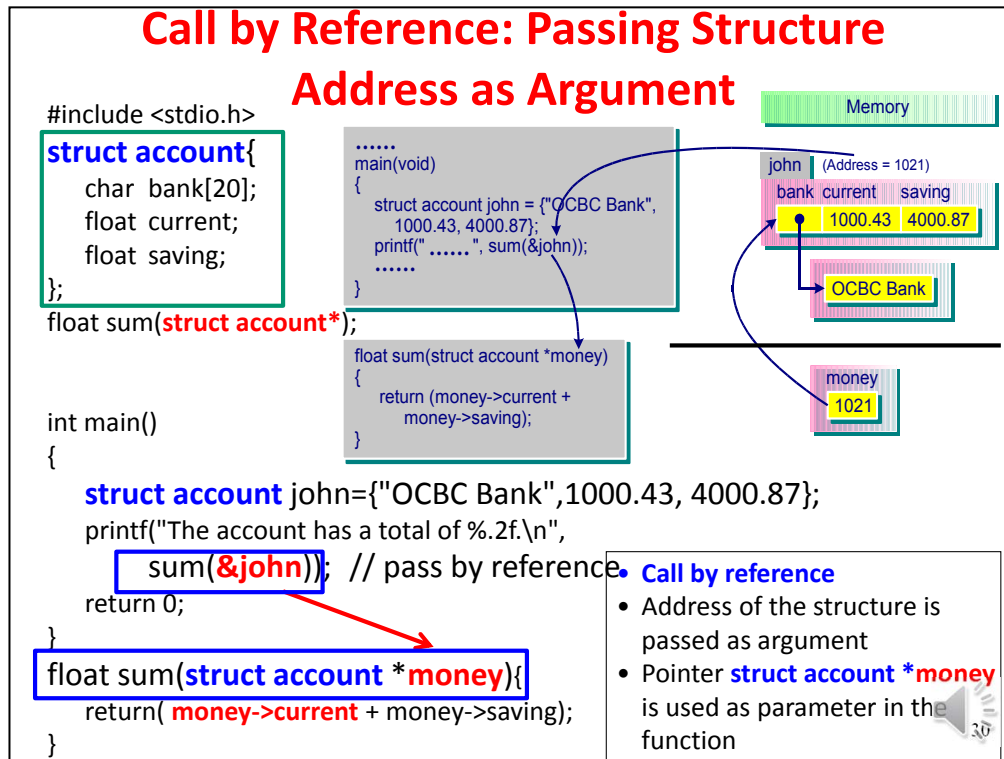 Call by Reference: Passing Structure
Address as Argument
#include <stdio.h>
struct account{
char bank[20];
float current;
float saving;
};
float sum(struct account*);
int main()
{
struct account john={"OCBC Bank",1000.43, 4000.87};
printf("The account has a total of %.2f.\n",
sum(&john)); // pass by reference
return 0;
}
float sum(struct account *money){
return( money->current + money->saving);
}
......
main(void)
{
struct account john = {"OCBC Bank",
1000.43, 4000.87};
printf(" ...... ", sum(&john));
......
}
float sum(struct account *money)
{
return (money->current +
money->saving);
}
Memory
john (Address = 1021)
bank current saving
1000.43 4000.87
OCBC Bank
money
1021
• Call by reference
• Address of the structure is
passed as argument
• Pointer struct account *money
is used as parameter in the
function
30